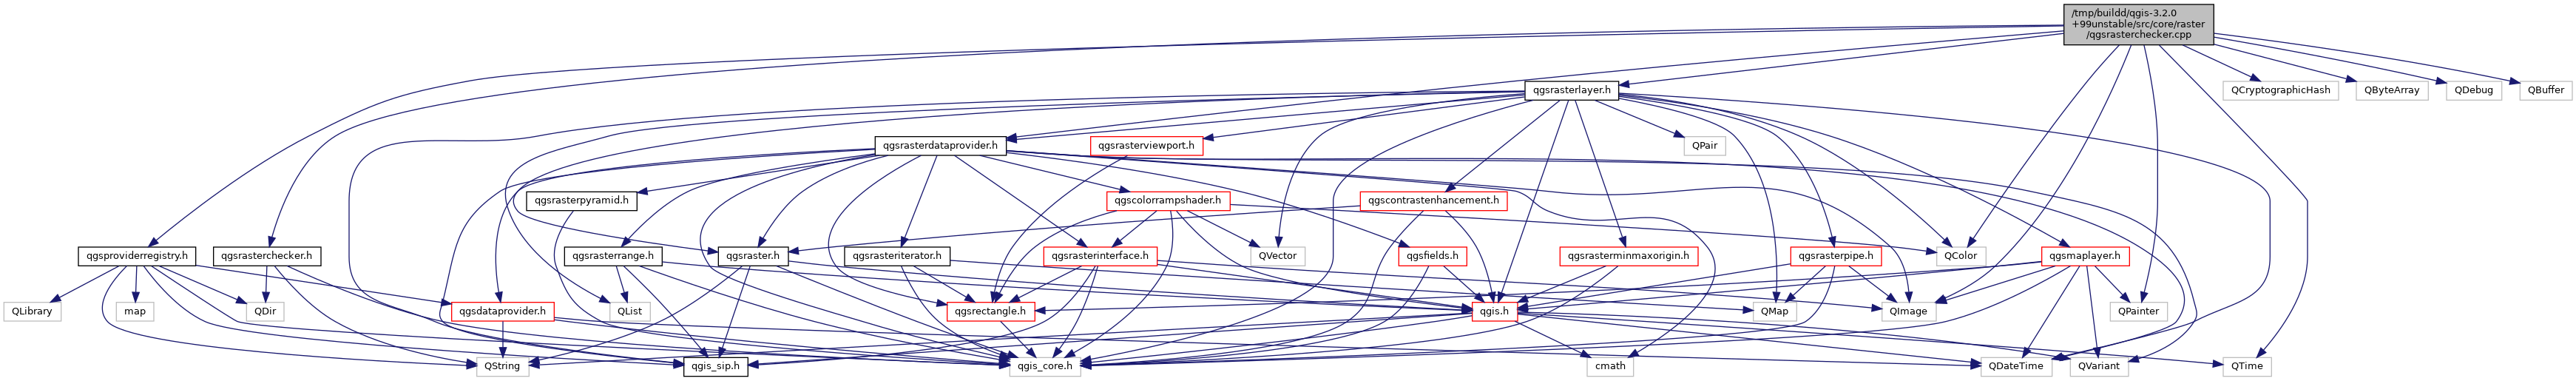 /tmp/buildd/qgis-3.2.0
+99unstable/src/core/raster
/qgsrasterchecker.cpp
qgsrasterlayer.h
QCryptographicHash
QByteArray
QDebug
QBuffer
qgsrasterdataprovider.h
qgsrasterviewport.h
QPair
qgsrasterpyramid.h
qgscolorrampshader.h
qgscontrastenhancement.h
qgsproviderregistry.h
qgsrasterchecker.h
qgsrasterrange.h
qgsraster.h
qgsrasteriterator.h
qgsrasterinterface.h
QVector
qgsfields.h
qgsrasterminmaxorigin.h
qgsrasterpipe.h
QColor
qgsmaplayer.h
QLibrary
map
QDir
qgsdataprovider.h
QList
qgsrectangle.h
qgis.h
QMap
QImage
QPainter
QString
qgis_sip.h
qgis_core.h
cmath
QDateTime
QVariant
QTime